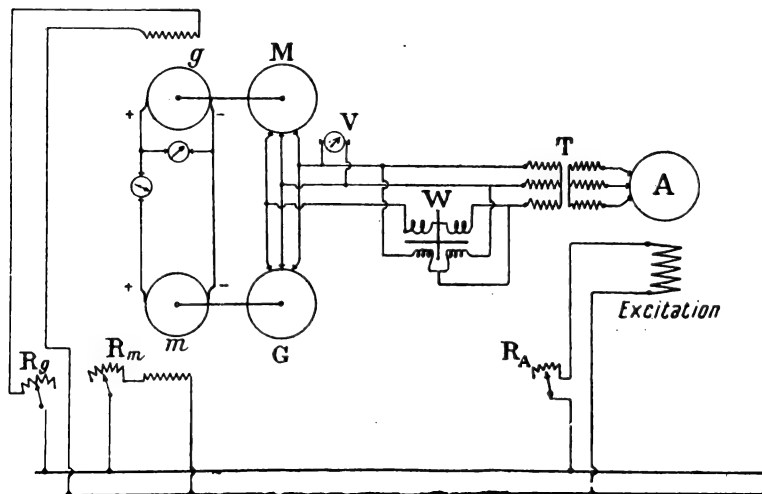 g M
V
+ -
T
A
W
+ -
m G
Excitation
Rg Rm RA